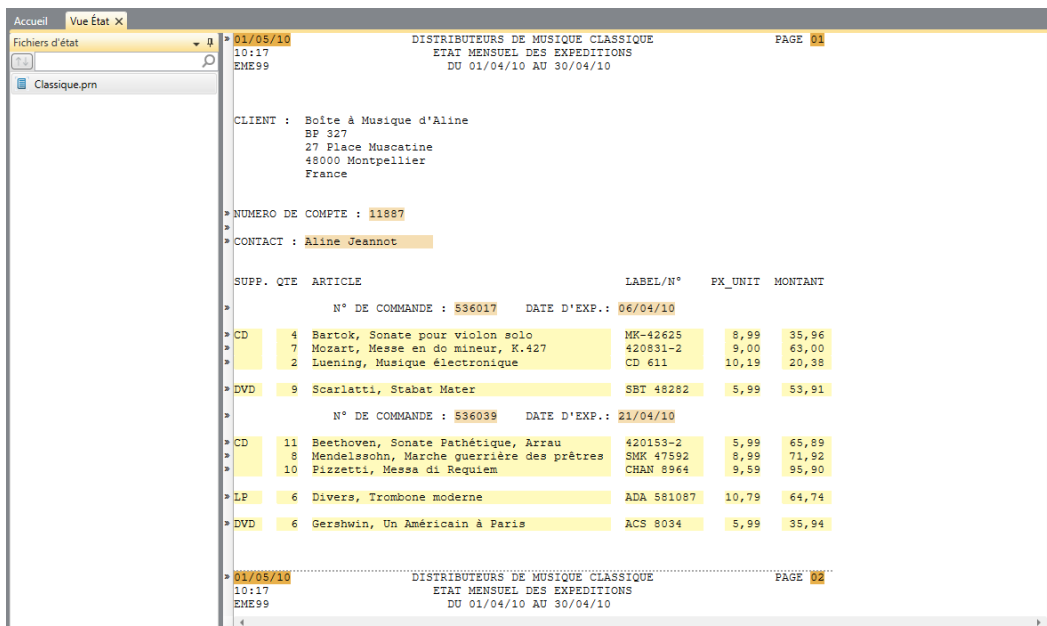 Accueil Vue État
Fichiers d'état
Classique.prn
01/05/10 DISTRIBUTEURS DE MUSIQUE CLASSIQUE PAGE 01
10:17 ETAT MENSUEL DES EXPEDITIONS
EME99 DU 01/04/10 AU 30/04/10
CLIENT : Boîte à Musique d'Aline
BP 327
27 Place Muscatine
48000 Montpellier
France
NUMERO DE COMPTE : 11887
CONTACT : Aline Jeannot
SUPP. QTE ARTICLE LABEL/N° PX_UNIT MONTANT
N° DE COMMANDE : 536017 DATE D'EXP.: 06/04/10
CD 4 Bartok, Sonate pour violon solo MK-42625 8,99 35,96
7 Mozart, Messe en do mineur, K.427 420831-2 9,00 63,00
2 Luening, Musique électronique CD 611 10,19 20,38
DVD 9 Scarlatti, Stabat Mater SBT 48282 5,99 53,91
N° DE COMMANDE : 536039 DATE D'EXP.: 21/04/10
CD 11 Beethoven, Sonate Pathétique, Arrau 420153-2 5,99 65,89
8 Mendelssohn, Marche guerrière des prêtres SMK 47592 8,99 71,92
10 Pizzetti, Messa di Requiem CHAN 8964 9,59 95,90
LP 6 Divers, Trombone moderne ADA 581087 10,79 64,74
DVD 6 Gershwin, Un Américain à Paris ACS 8034 5,99 35,94
01/05/10 DISTRIBUTEURS DE MUSIQUE CLASSIQUE PAGE 02
10:17 ETAT MENSUEL DES EXPEDITIONS
EME99 DU 01/04/10 AU 30/04/10